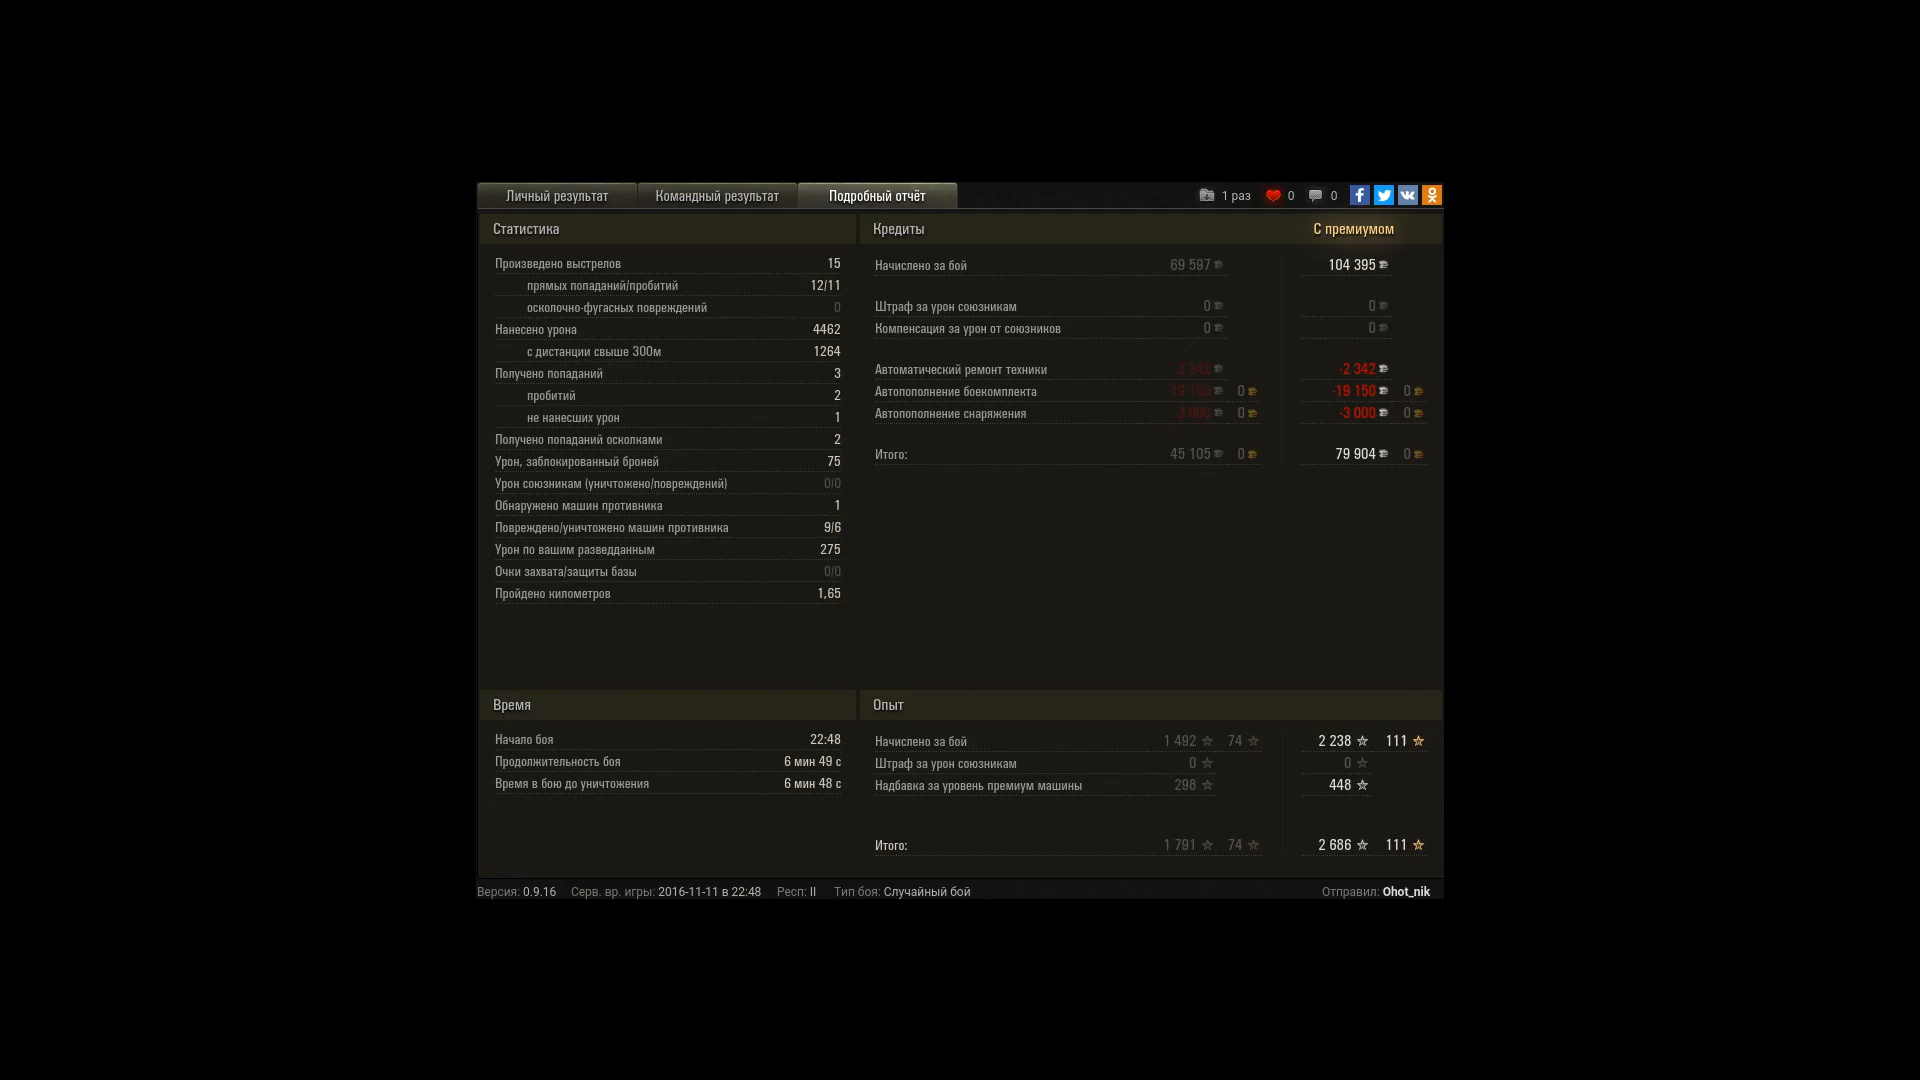 Личный результат Командный результат Подробный отчёт 1 раз 0 0
Статистика
Произведено выстрелов 15
прямых попаданий/пробитий 12/11
осколочно-фугасных повреждений 0
Нанесено урона 4462
с дистанции свыше 300м 1264
Получено попаданий 3
пробитий 2
не нанесших урон 1
Получено попаданий осколками 2
Урон, заблокированный броней 75
Урон союзникам (уничтожено/повреждений) 0/0
Обнаружено машин противника 1
Повреждено/уничтожено машин противника 9/6
Урон по вашим разведданным 275
Очки захвата/защиты базы 0/0
Пройдено километров 1,65
Кредиты С премиумом
Начислено за бой 69 597 104 395
Штраф за урон союзникам 0 0
Компенсация за урон от союзников 0 0
Автоматический ремонт техники -2 342 -2 342
Автопополнение боекомплекта -19 150 0 -19 150 0
Автопополнение снаряжения -3 000 0 -3 000 0
Итого: 45 105 0 79 904 0
Время
Начало боя 22:48
Продолжительность боя 6 мин 49 с
Время в бою до уничтожения 6 мин 48 с
Опыт
Начислено за бой 1 492 74 2 238 111
Штраф за урон союзникам 0 0
Надбавка за уровень премиум машины 298 448
Итого: 1 791 74 2 686 111
Версия: 0.9.16 Серв. вр. игры: 2016-11-11 в 22:48 Респ: II Тип боя: Случайный бой Отправил: Ohot_nik